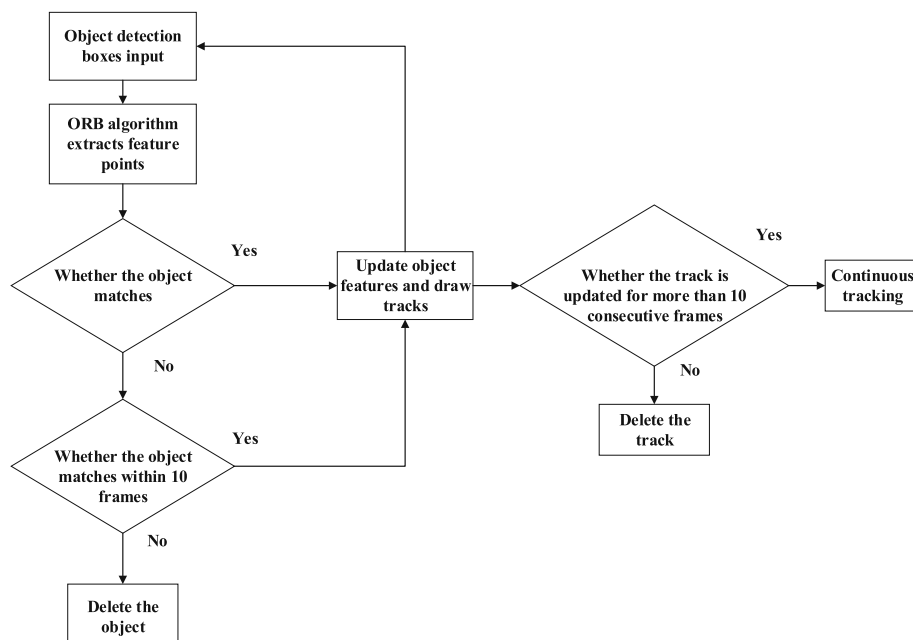 Object detection
boxes input
ORB algorithm
extracts feature
points
Whether the object
matches
Yes
No
Whether the object
matches within 10
frames
Yes
No
Delete the
object
Update object
features and draw
tracks
Whether the track is
updated for more than 10
consecutive frames
Yes
No
Continuous
tracking
Delete the
track